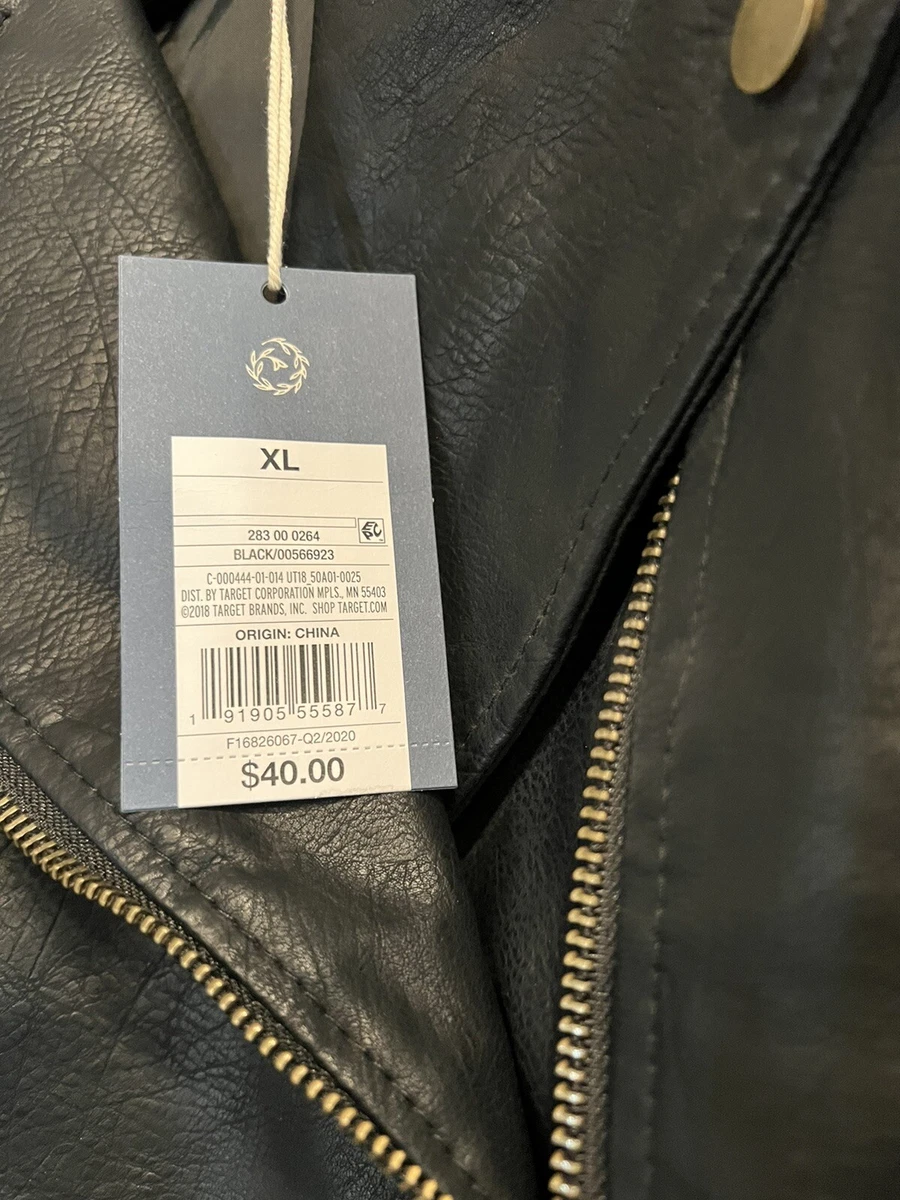 XL
283 00 0264
EPC
BLACK/00566923
C-000444-01-014 UT18_50A01-0025
DIST. BY TARGET CORPORATION MPLS., MN 55403
©2018 TARGET BRANDS, INC. SHOP TARGET.COM
ORIGIN: CHINA
1 91905 55587 7
F16826067-Q2/2020
$40.00